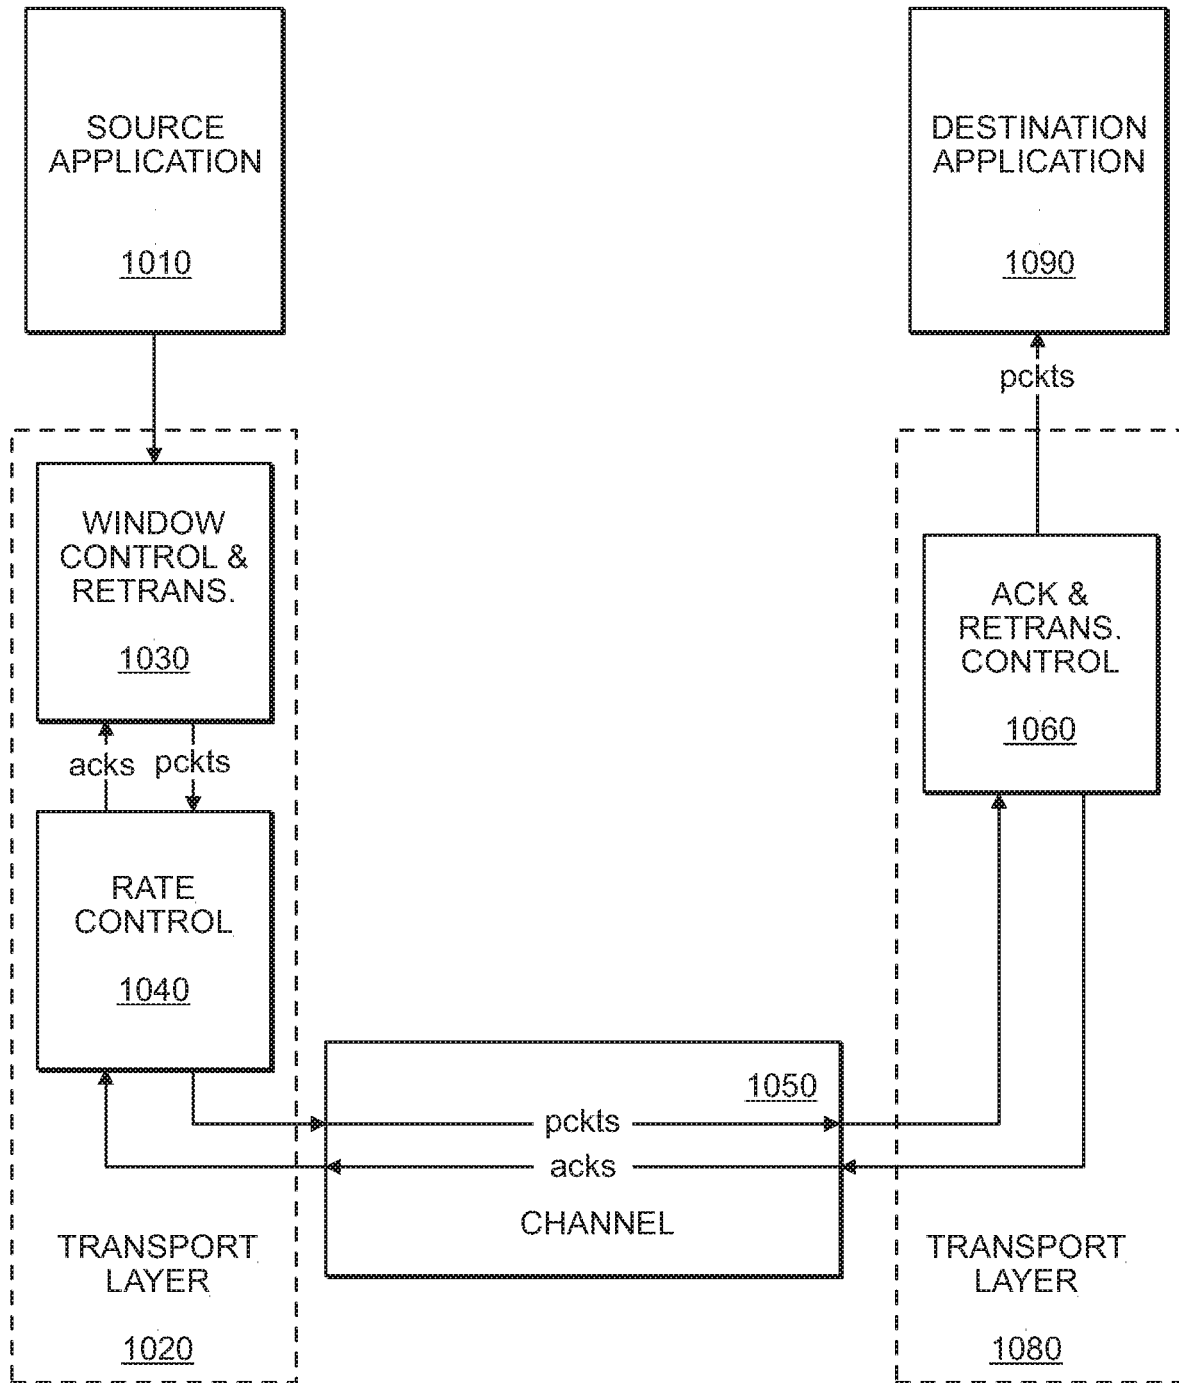 SOURCE
APPLICATION
1010
DESTINATION
APPLICATION
1090
pckts
WINDOW
CONTROL &
RETRANS.
1030
acks pckts
ACK &
RETRANS.
CONTROL
1060
RATE
CONTROL
1040
1050
pckts
acks
CHANNEL
TRANSPORT
LAYER
1020
TRANSPORT
LAYER
1080